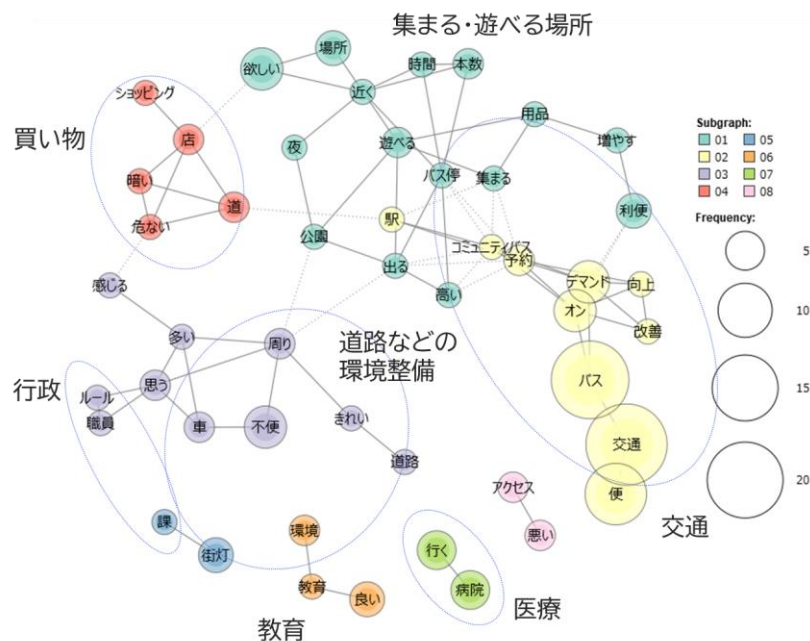 集まる・遊べる場所
場所
欲しい
時間
本数
近く
ショッピング
買い物
店
用品
増やす
夜
遊べる
バス停
集まる
暗い
道
危ない
駅
利便
公園
コミュニティバス
予約
出る
高い
デマンド
向上
オン
改善
感じる
多い
周り
道路などの
環境整備
バス
行政
思う
ルール
職員
車
不便
きれい
道路
交通
便
アクセス
悪い
交通
課
街灯
環境
教育
良い
教育
行く
病院
医療
Subgraph:
01 05
02 06
03 07
04 08
Frequency:
5
10
15
20